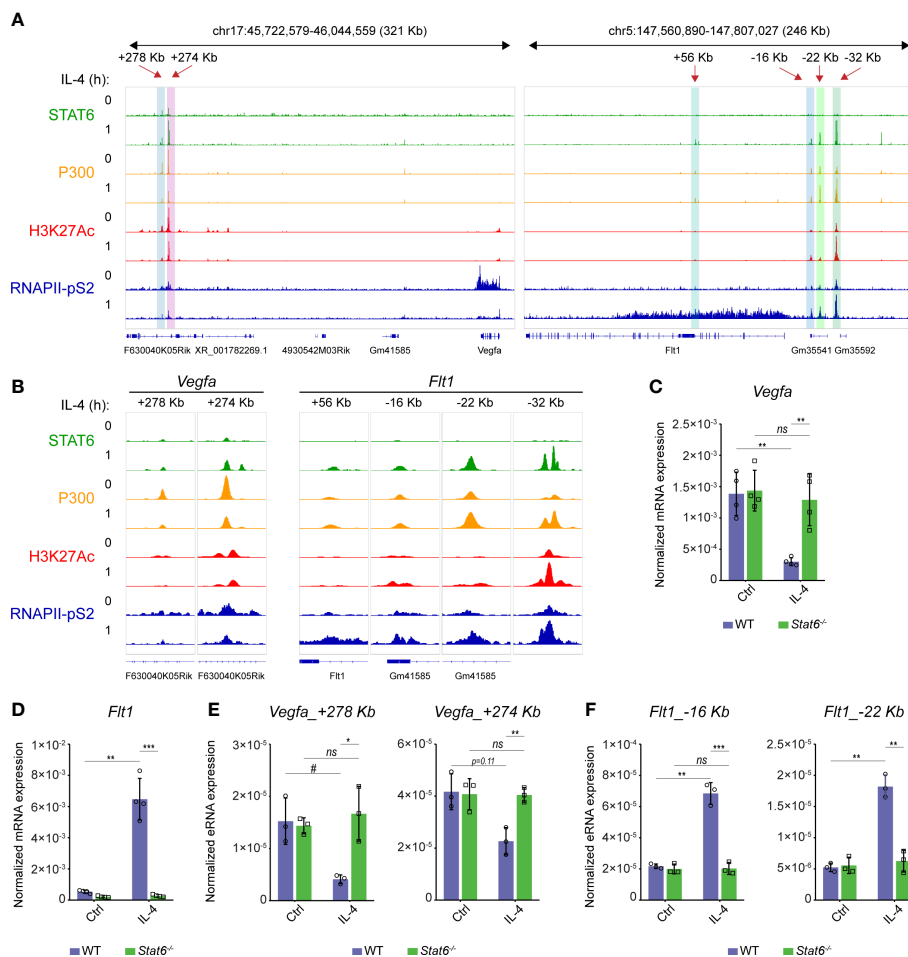 A
chr17:45,722,579-46,044,559 (321 Kb)
chr5:147,560,890-147,807,027 (246 Kb)
+278 Kb
+274 Kb
+56 Kb
-16 Kb
-22 Kb
-32 Kb
IL-4 (h):
0
STAT6
1
0
P300
1
0
H3K27Ac
1
0
RNAPII-pS2
1
F630040K05Rik
XR_001782269.1
4930542M03Rik
Gm41585
Vegfa
Flt1
Gm35541
Gm35592
B
Vegfa
Flt1
IL-4 (h):
+278 Kb
+274 Kb
+56 Kb
-16 Kb
-22 Kb
-32 Kb
0
STAT6
1
0
P300
1
0
H3K27Ac
1
0
RNAPII-pS2
1
F630040K05Rik
F630040K05Rik
Flt1
Gm41585
Gm41585
C
Vegfa
Normalized mRNA expression
2.5×10⁻³
2×10⁻³
1.5×10⁻³
1×10⁻³
5×10⁻⁴
0
**
ns
**
Ctrl
IL-4
WT
Stat6⁻/⁻
D
Flt1
Normalized mRNA expression
1×10⁻²
8×10⁻³
6×10⁻³
4×10⁻³
2×10⁻³
0
***
**
Ctrl
IL-4
WT
Stat6⁻/⁻
E
Vegfa_+278 Kb
Normalized eRNA expression
3×10⁻⁵
2×10⁻⁵
1×10⁻⁵
0
*
ns
#
Ctrl
IL-4
Vegfa_+274 Kb
6×10⁻⁵
4×10⁻⁵
2×10⁻⁵
0
**
ns
p=0.11
Ctrl
IL-4
WT
Stat6⁻/⁻
F
Flt1_-16 Kb
Normalized eRNA expression
1×10⁻⁴
8×10⁻⁵
6×10⁻⁵
4×10⁻⁵
2×10⁻⁵
0
***
ns
**
Ctrl
IL-4
Flt1_-22 Kb
2.5×10⁻⁵
2×10⁻⁵
1.5×10⁻⁵
1×10⁻⁵
5×10⁻⁶
0
**
**
Ctrl
IL-4
WT
Stat6⁻/⁻